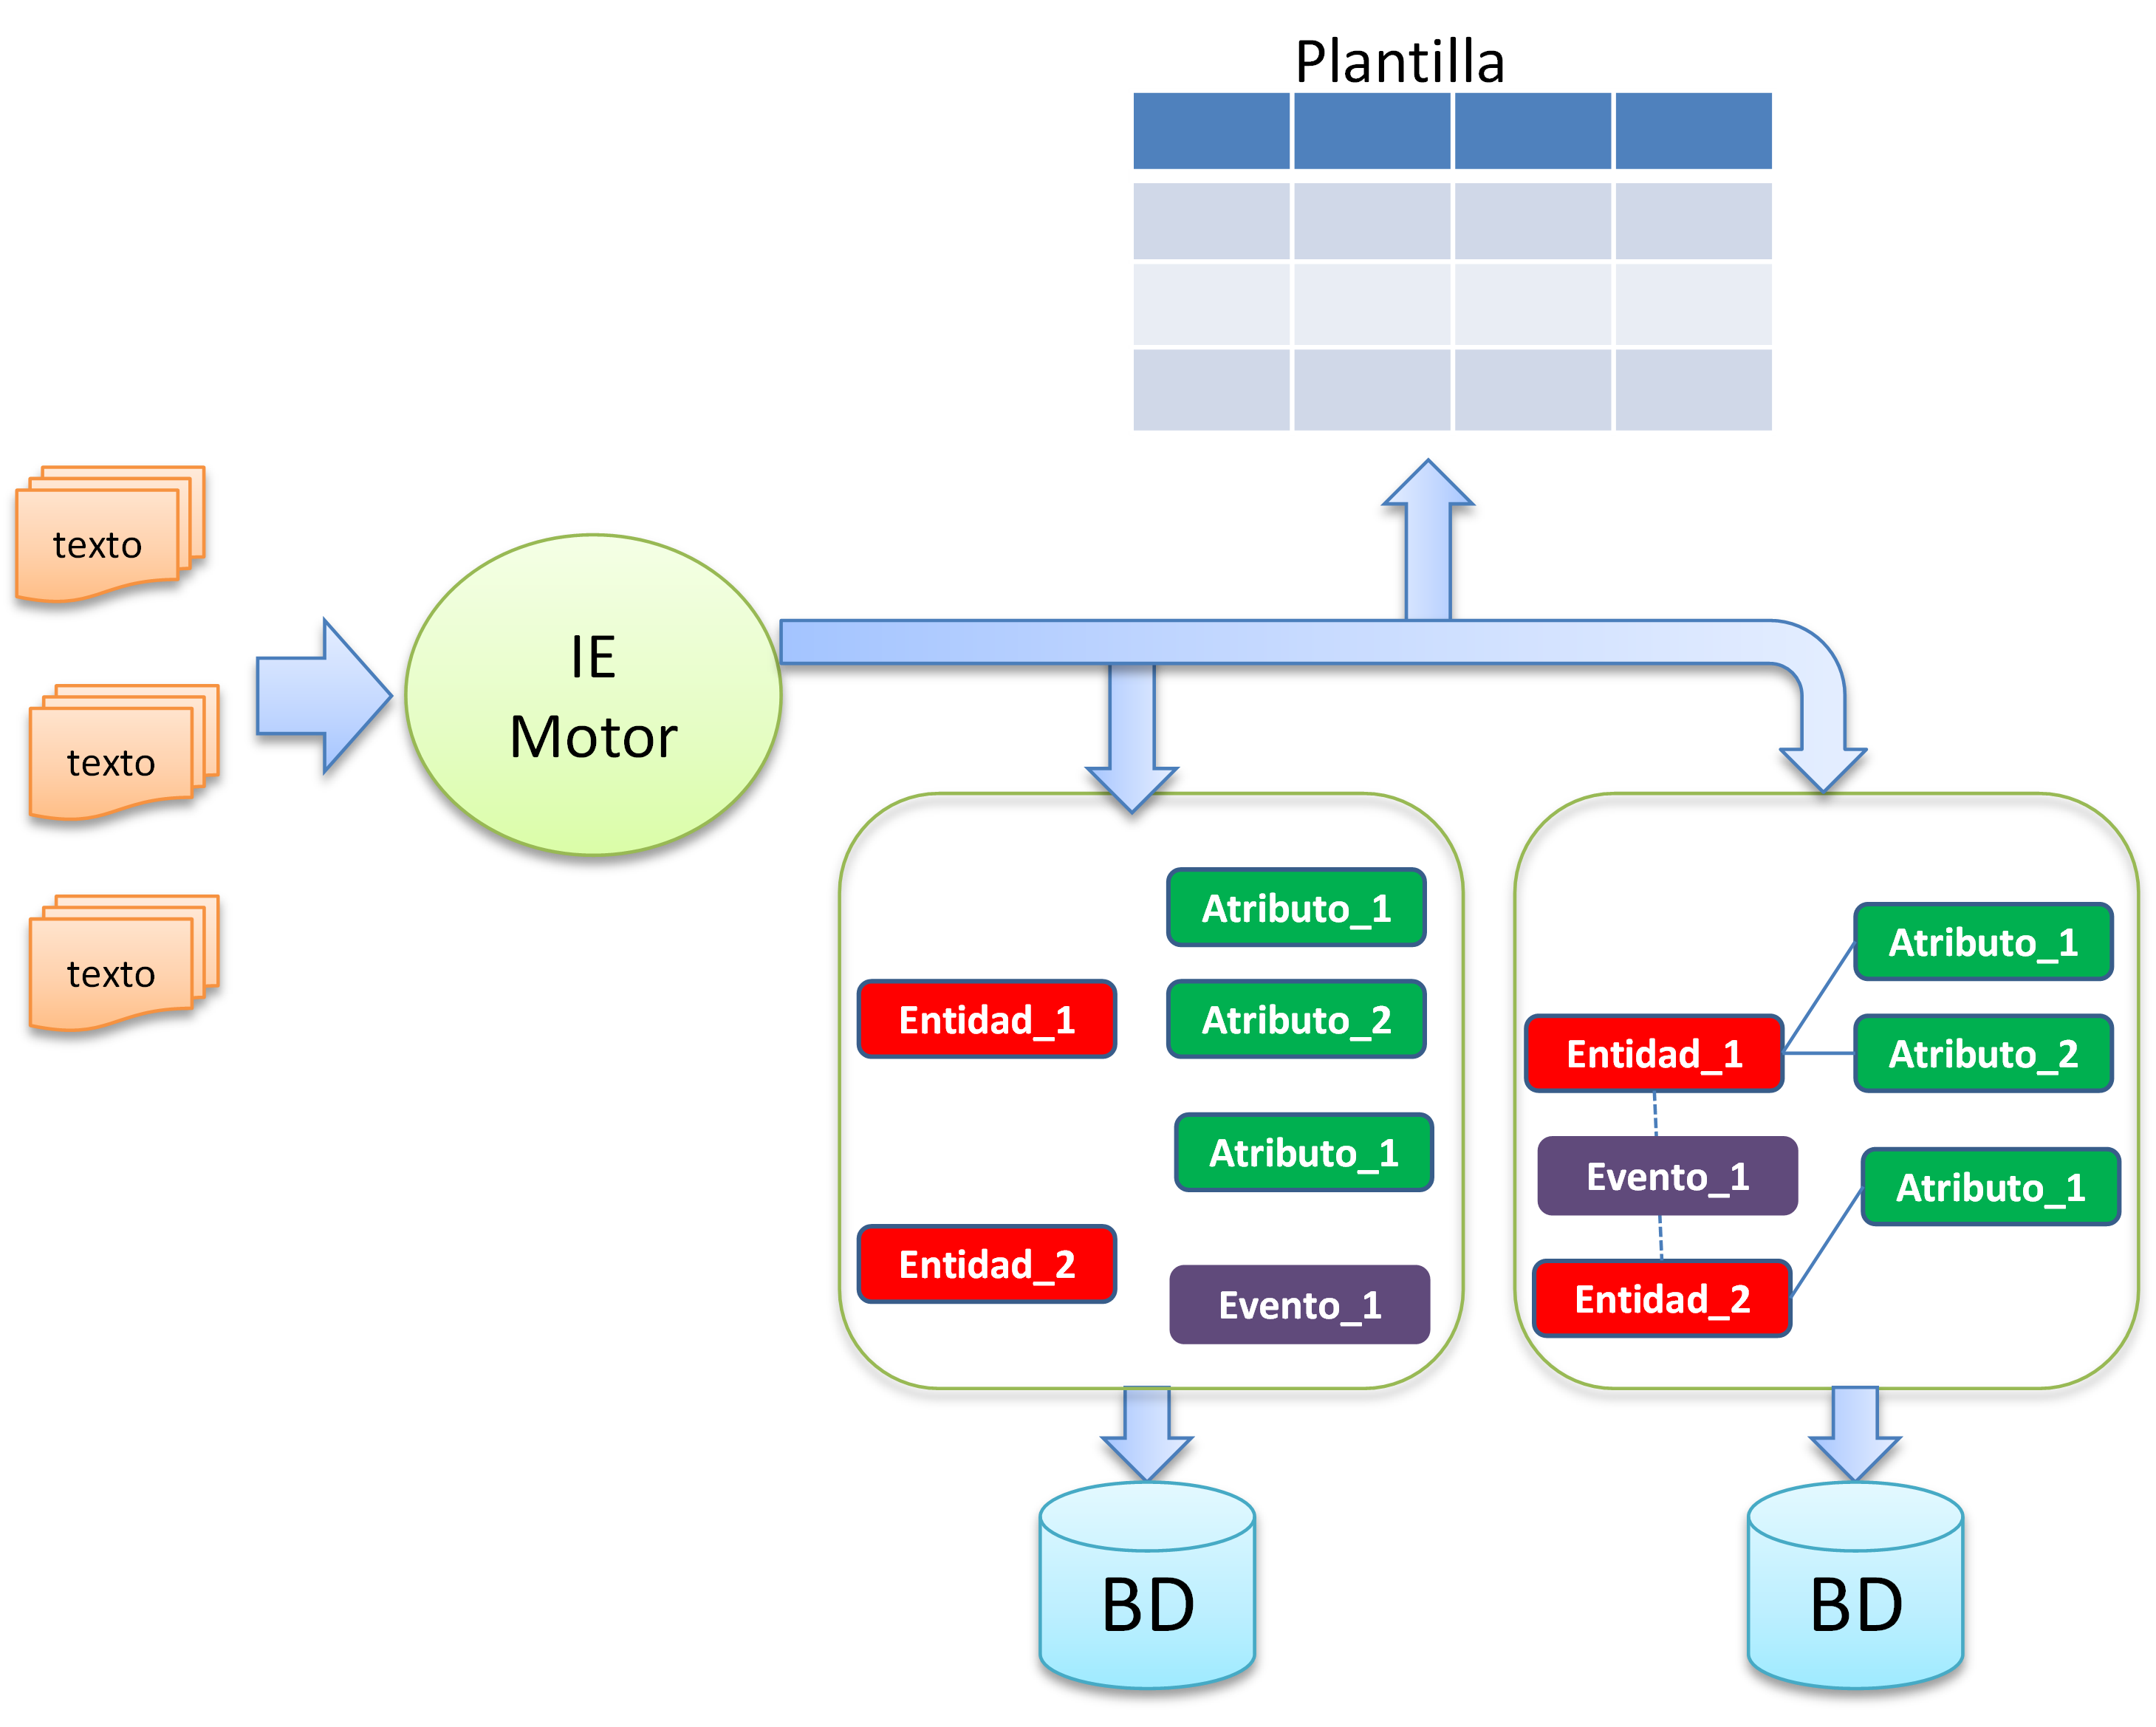 Plantilla
texto
texto
texto
IE
Motor
Atributo_1
Entidad_1
Atributo_2
Atributo_1
Entidad_2
Evento_1
Atributo_1
Entidad_1
Atributo_2
Evento_1
Atributo_1
Entidad_2
BD
BD